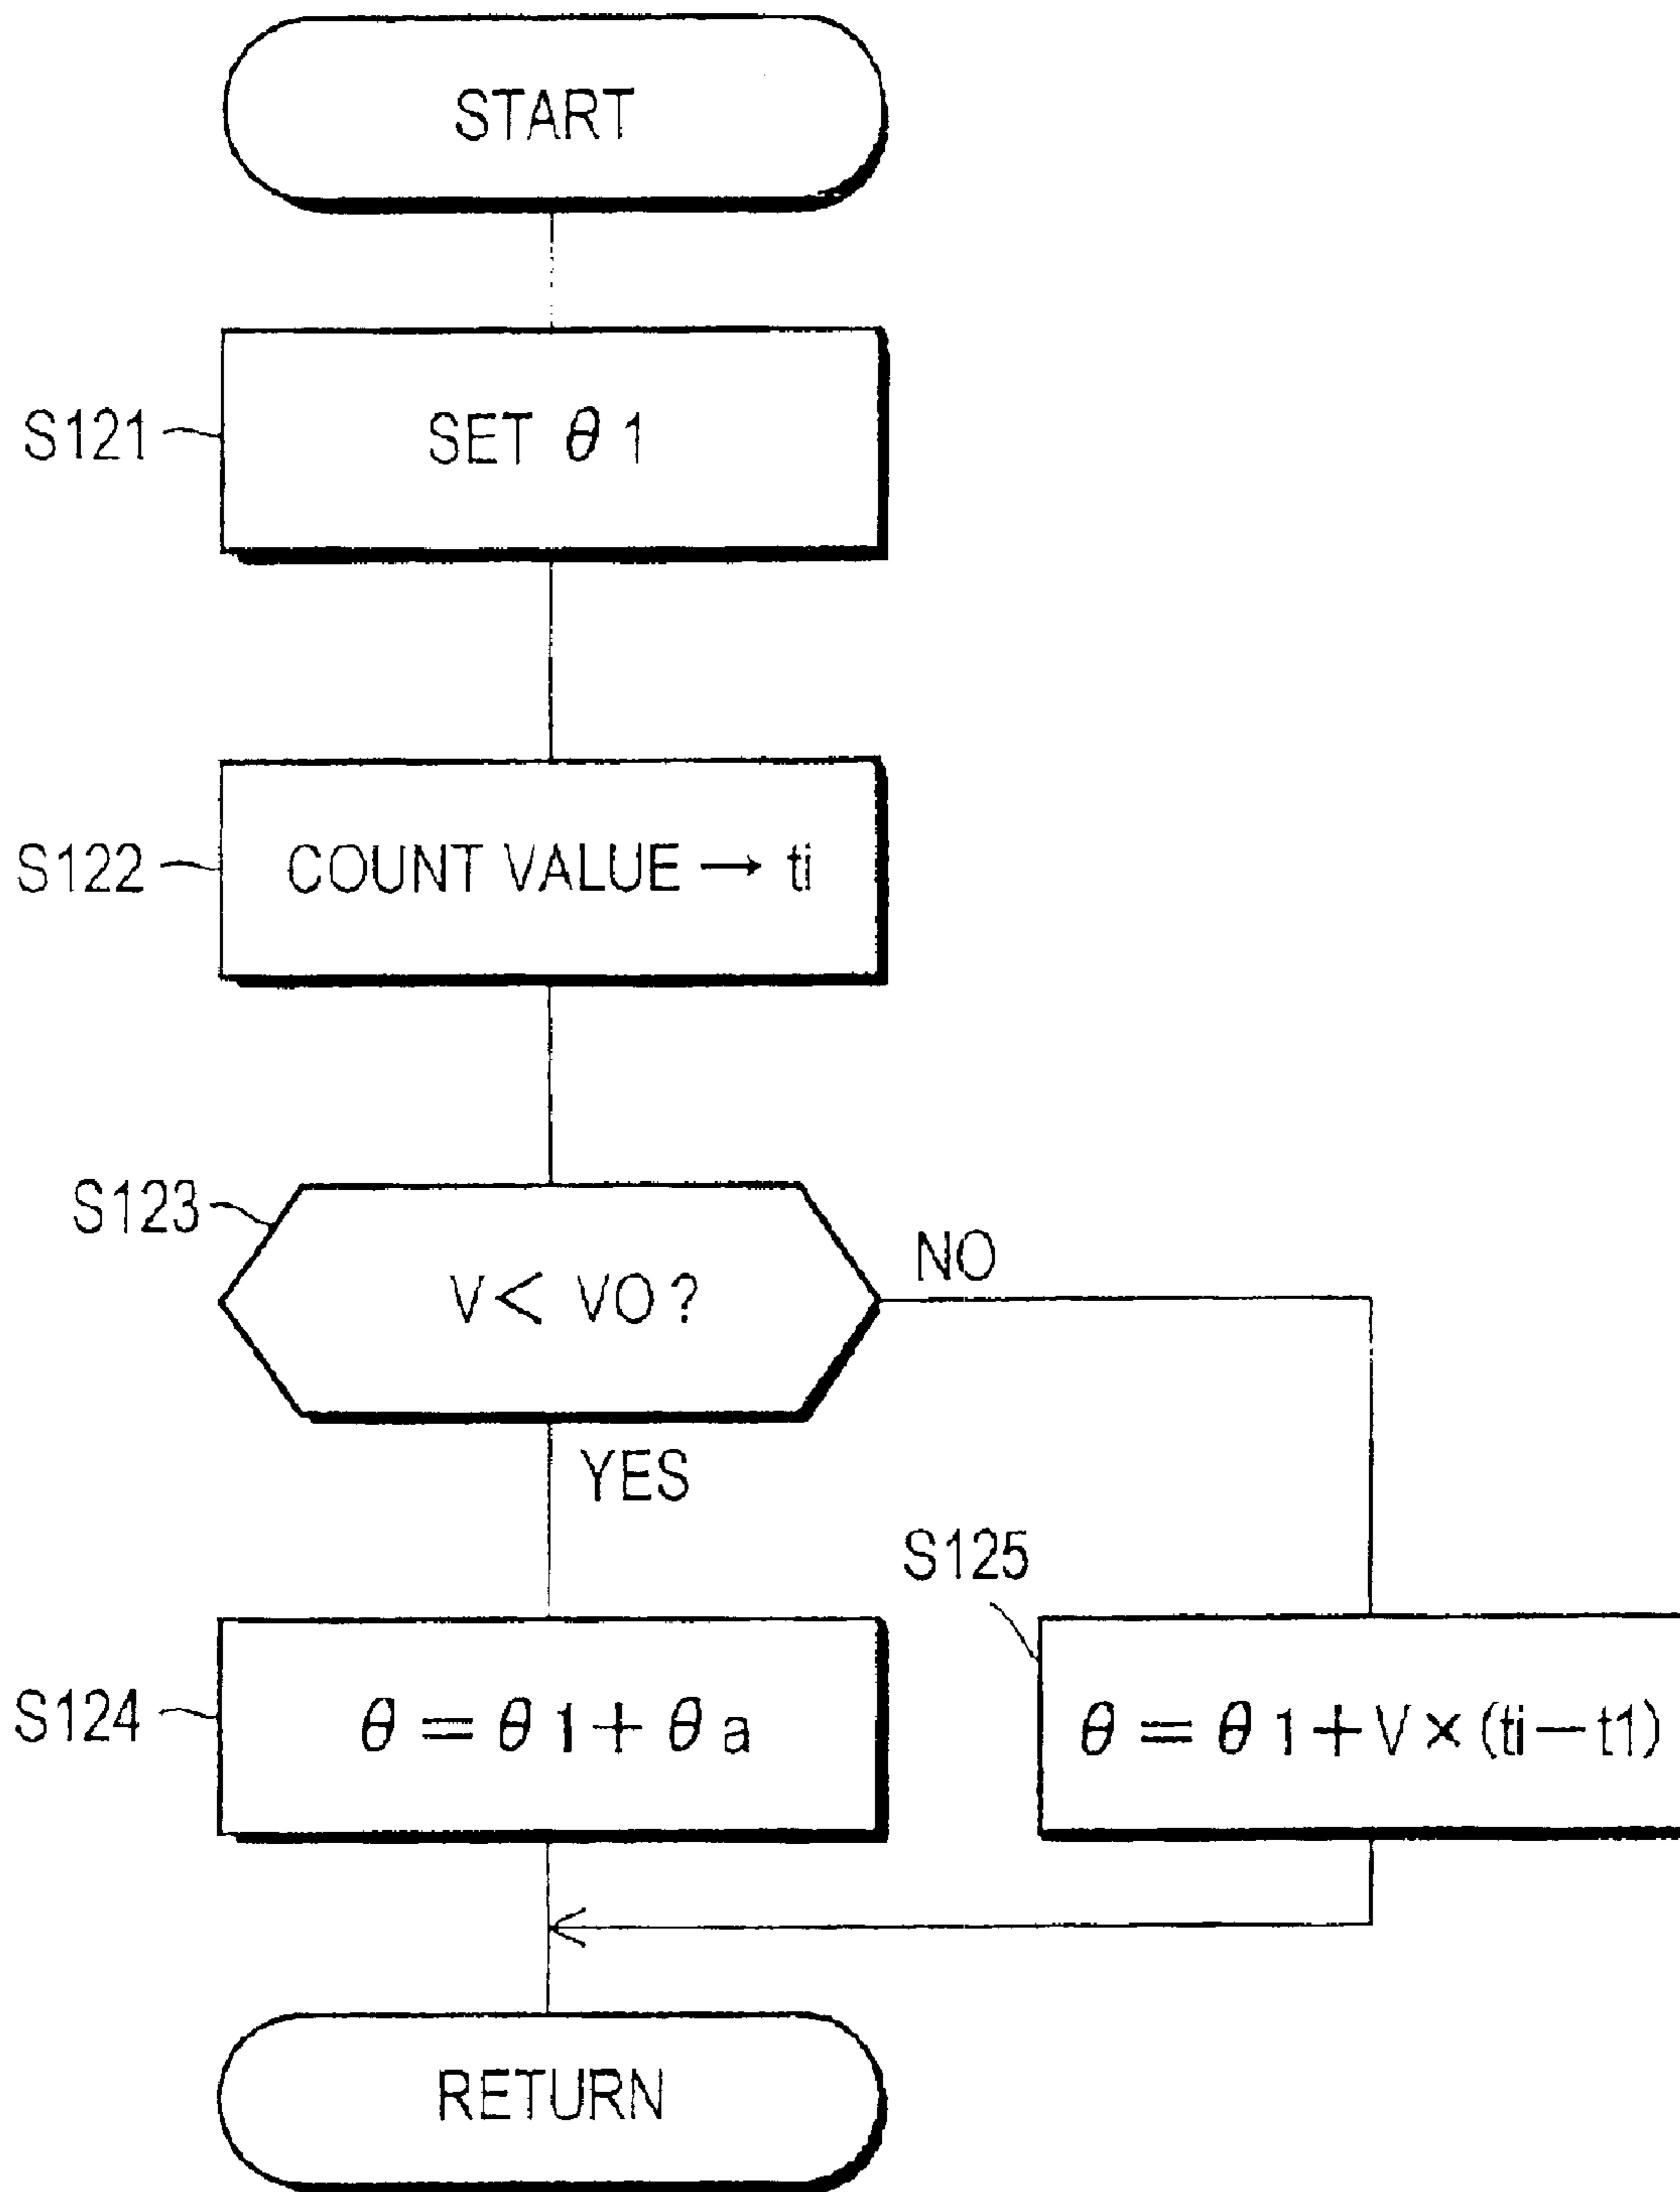 START
S121
SET θ 1
S122
COUNT VALUE → ti
S123
V < VO ?
NO
YES
S125
S124
θ = θ 1 + θ a
θ = θ 1 + V × (ti − t1)
RETURN